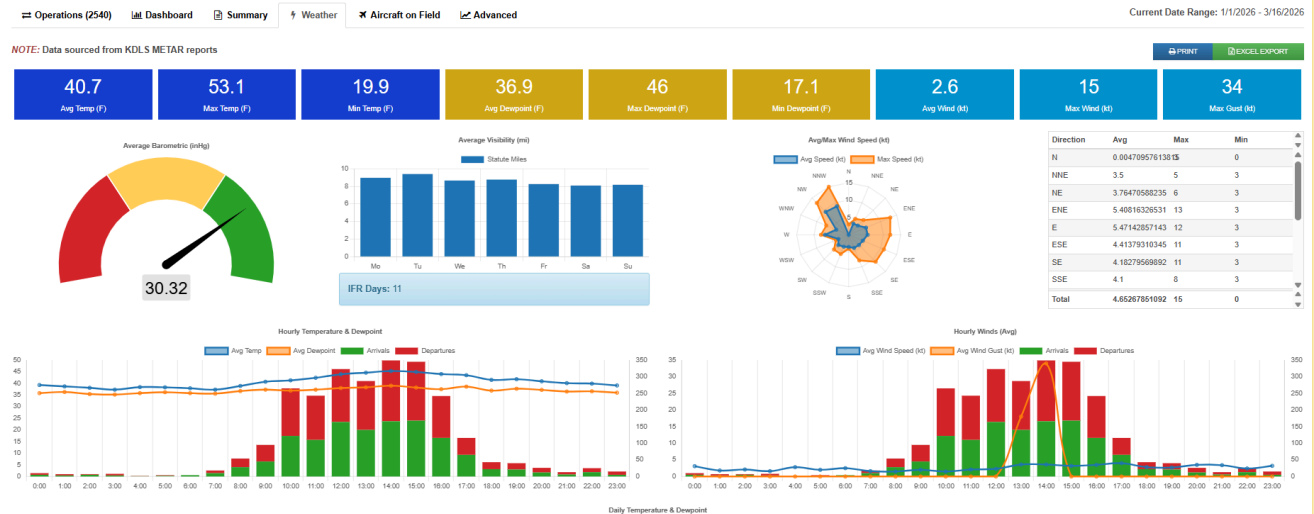 Operations (2540) Dashboard Summary Weather Aircraft on Field Advanced Current Date Range: 1/1/2026 - 3/16/2026
NOTE: Data sourced from KDLS METAR reports PRINT EXCEL EXPORT
40.7 53.1 19.9 36.9 46 17.1 2.6 15 34
Avg Temp (F) Max Temp (F) Min Temp (F) Avg Dewpoint (F) Max Dewpoint (F) Min Dewpoint (F) Avg Wind (kt) Max Wind (kt) Max Gust (kt)
Average Barometric (inHg)
30.32
Average Visibility (mi)
Statute Miles
10
8
6
4
2
0
Mo Tu We Th Fr Sa Su
IFR Days: 11
Avg/Max Wind Speed (kt)
Avg Speed (kt) Max Speed (kt)
N
NNW NNE
NW NE
WNW ENE
W E
WSW ESE
SW SE
SSW SSE
S
15
10
5
Direction Avg Max Min
N 0 0
NNE 3.5 5 3
NE 3.76470588235 6 3
ENE 5.40816326531 13 3
E 5.47142857143 12 3
ESE 4.41379310345 11 3
SE 4.18279569892 11 3
SSE 4.1 8 3
Total 4.65267851092 15 0
Hourly Temperature & Dewpoint
Avg Temp Avg Dewpoint Arrivals Departures
50 350
45 300
40 250
35 200
30 150
25 100
20 50
15 0
10
5
0
0:00 1:00 2:00 3:00 4:00 5:00 6:00 7:00 8:00 9:00 10:00 11:00 12:00 13:00 14:00 15:00 16:00 17:00 18:00 19:00 20:00 21:00 22:00 23:00
Hourly Winds (Avg)
Avg Wind Speed (kt) Avg Wind Gust (kt) Arrivals Departures
35 350
30 300
25 250
20 200
15 150
10 100
5 50
0 0
0:00 1:00 2:00 3:00 4:00 5:00 6:00 7:00 8:00 9:00 10:00 11:00 12:00 13:00 14:00 15:00 16:00 17:00 18:00 19:00 20:00 21:00 22:00 23:00
Daily Temperature & Dewpoint